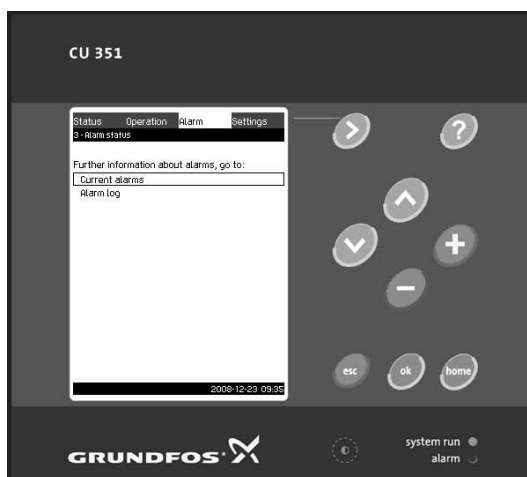 CU 351
Status Operation Alarm Settings
3 - Alarm status
Further information about alarms, go to:
Current alarms
Alarm log
2008-12-23 09:35
> ?
+
-
esc ok home
GRUNDFOS
system run
alarm